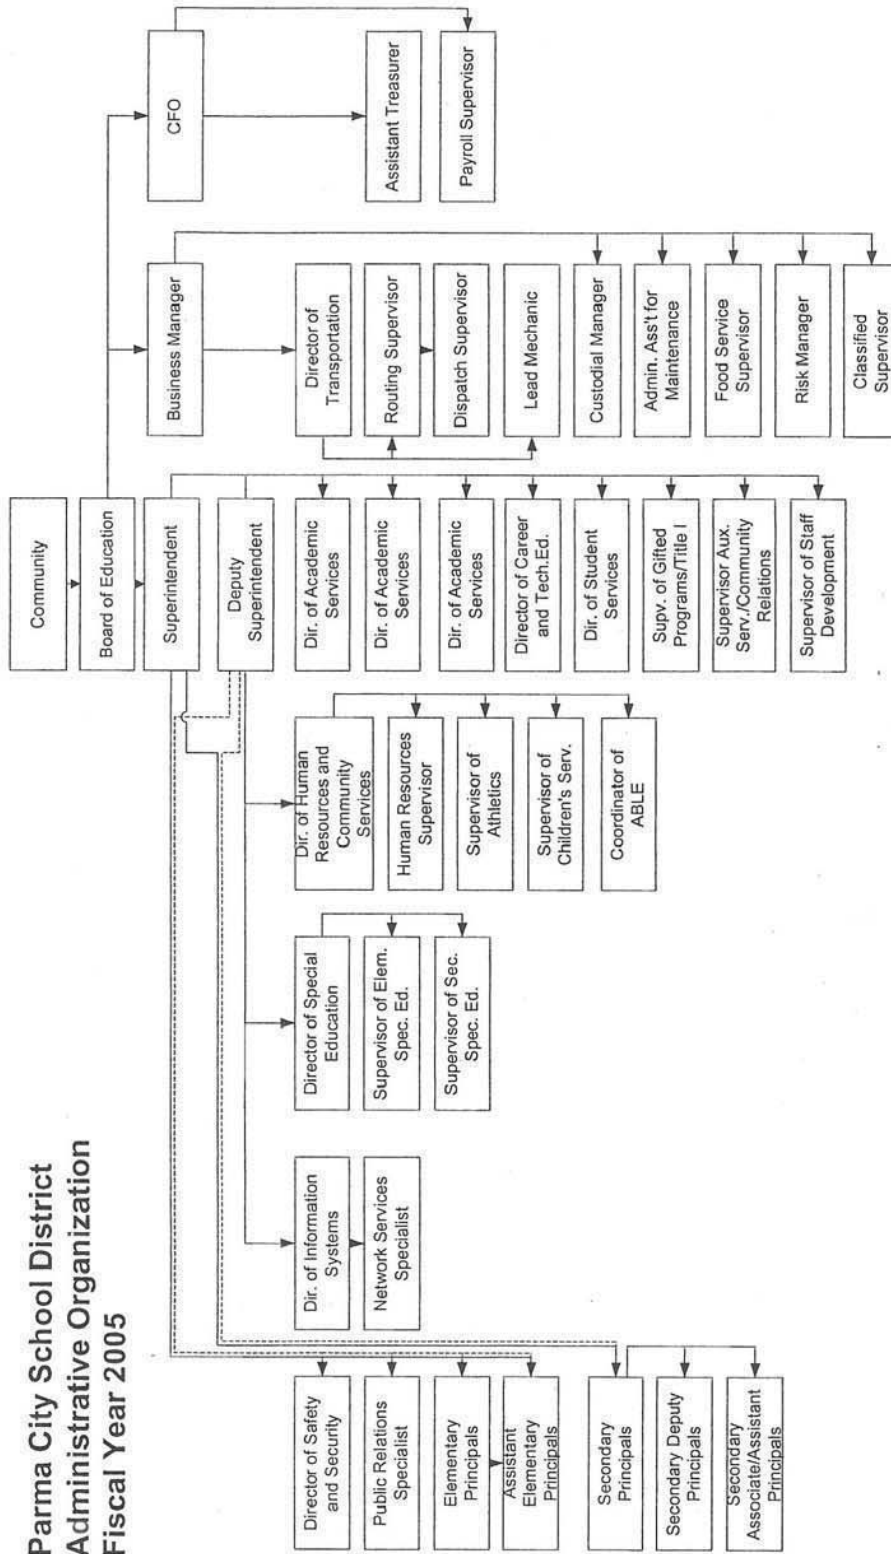 Parma City School District
Administrative Organization
Fiscal Year 2005
Community
Board of Education
Superintendent
Deputy
Superintendent
Business Manager
CFO
Director of Safety
and Security
Public Relations
Specialist
Elementary
Principals
Assistant
Elementary
Principals
Secondary
Principals
Secondary Deputy
Principals
Secondary
Associate/Assistant
Principals
Dir. of Information
Systems
Network Services
Specialist
Director of Special
Education
Supervisor of Elem.
Spec. Ed.
Supervisor of Sec.
Spec. Ed.
Dir. of Human
Resources and
Community
Services
Human Resources
Supervisor
Supervisor of
Athletics
Supervisor of
Children's Serv.
Coordinator of
ABLE
Dir. of Academic
Services
Dir. of Academic
Services
Dir. of Academic
Services
Director of Career
and Tech.Ed.
Dir. of Student
Services
Supv. of Gifted
Programs/Title I
Supervisor Aux.
Serv./Community
Relations
Supervisor of Staff
Development
Director of
Transportation
Routing Supervisor
Dispatch Supervisor
Lead Mechanic
Custodial Manager
Admin. Ass't for
Maintenance
Food Service
Supervisor
Risk Manager
Classified
Supervisor
Assistant Treasurer
Payroll Supervisor